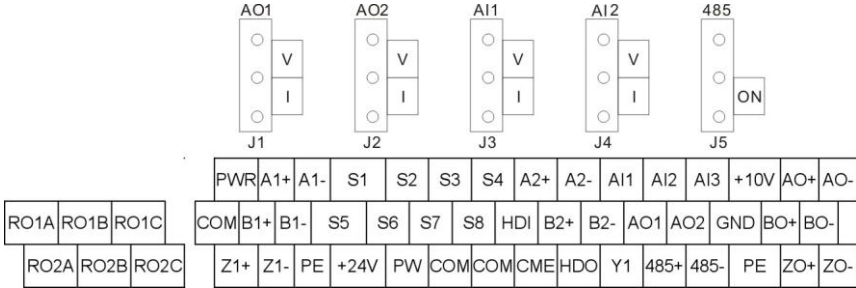 AO1 AO2 AI1 AI2 485
V V V V
I I I I ON
J1 J2 J3 J4 J5
PWR A1+ A1- S1 S2 S3 S4 A2+ A2- AI1 AI2 AI3 +10V AO+ AO-
RO1A RO1B RO1C COM B1+ B1- S5 S6 S7 S8 HDI B2+ B2- AO1 AO2 GND BO+ BO-
RO2A RO2B RO2C Z1+ Z1- PE +24V PW COM COM CME HDO Y1 485+ 485- PE ZO+ ZO-